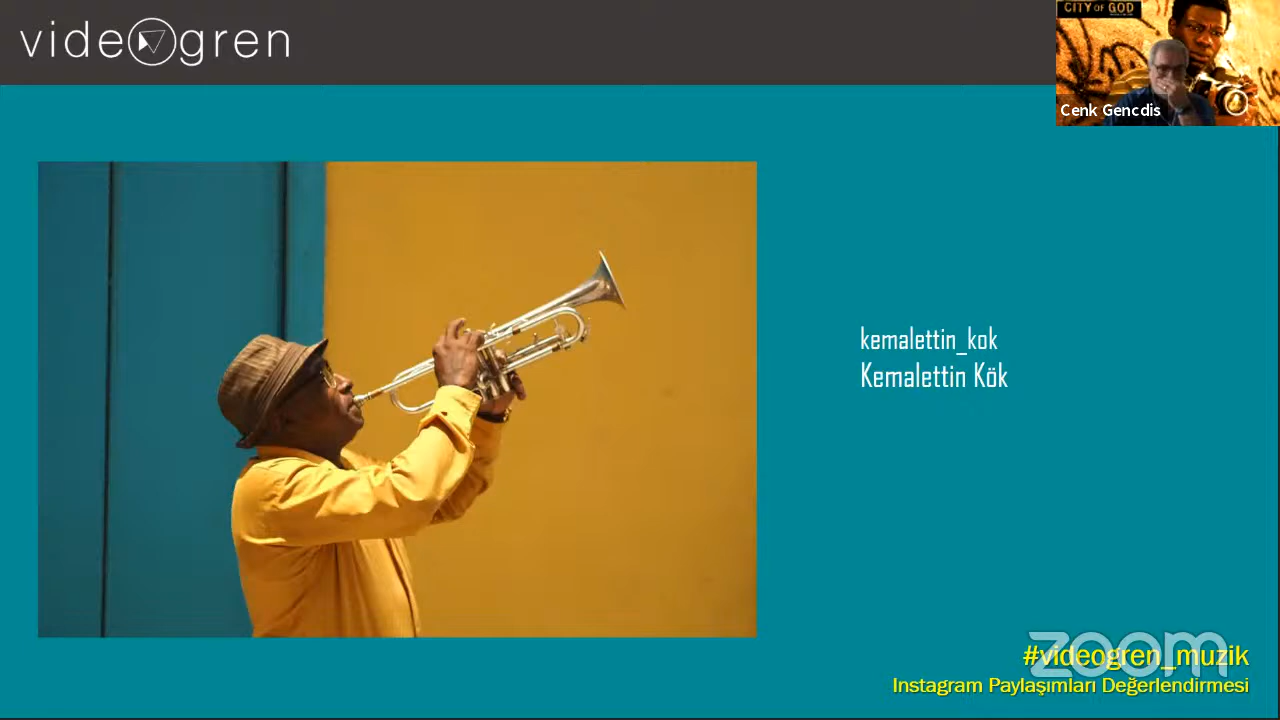 videogren
CITY OF GOD
Cenk Gencdis
kemalettin_kok
Kemalettin Kök
zoom
#videogren_muzik
Instagram Paylaşımları Değerlendirmesi